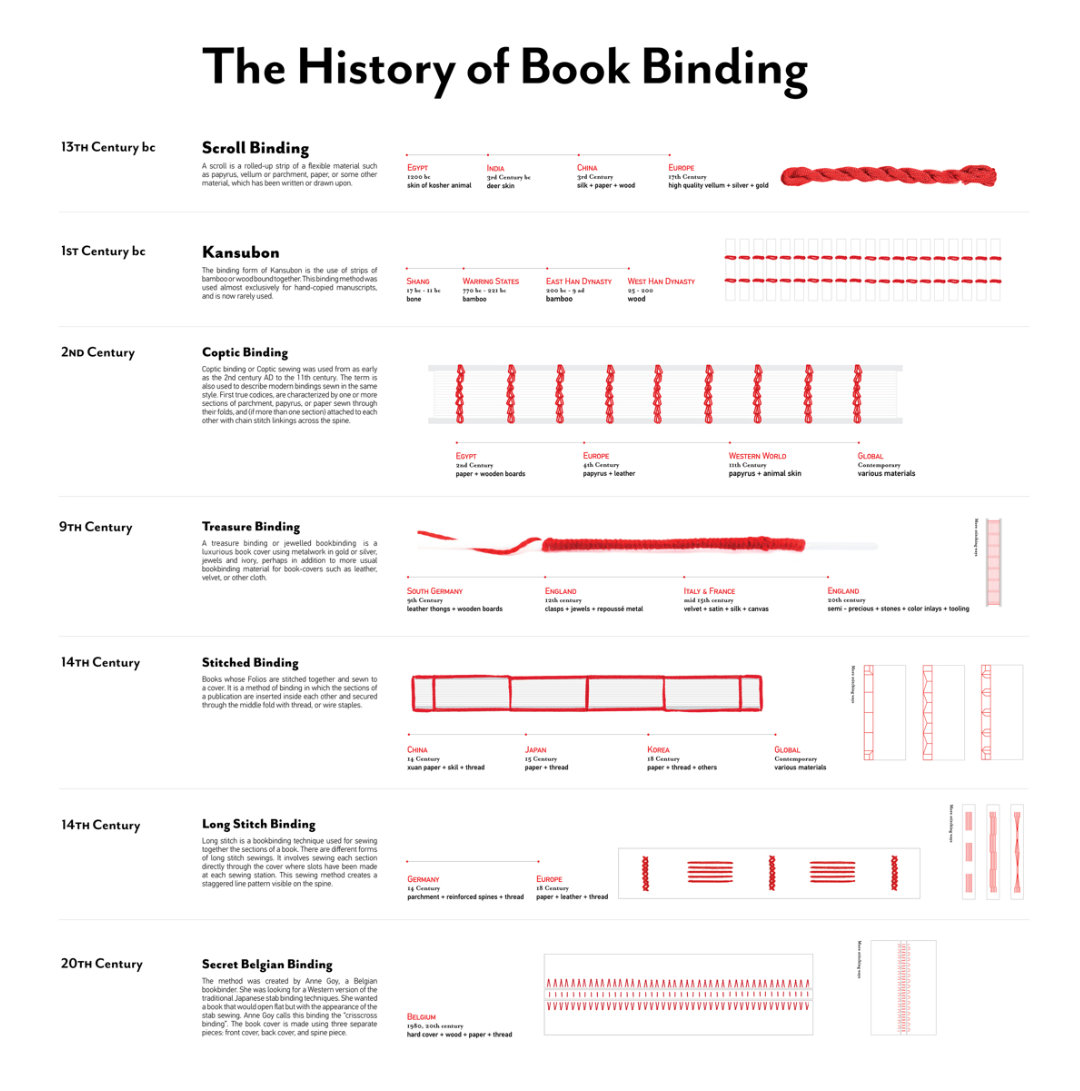 The History of Book Binding
13TH Century bc
Scroll Binding
A scroll is a rolled-up strip of a flexible material such
as papyrus, vellum or parchment, paper, or some other
material, which has been written or drawn upon.
EGYPT
1200 bc
skin of kosher animal
INDIA
3rd Century bc
deer skin
CHINA
3rd Century
silk + paper + wood
EUROPE
17th Century
high quality vellum + silver + gold
1ST Century bc
Kansubon
The binding form of Kansubon is the use of strips of
bamboo or wood bound together. This binding method was
used almost exclusively for hand-copied manuscripts,
and is now rarely used.
SHANG
17 bc - 11 bc
bone
WARRING STATES
770 bc - 221 bc
bamboo
EAST HAN DYNASTY
200 bc - 9 ad
bamboo
WEST HAN DYNASTY
25 - 200
wood
2ND Century
Coptic Binding
Coptic binding or Coptic sewing was used from as early
as the 2nd century AD to the 11th century. The term is
also used to describe modern bindings sewn in the same
style. First true codices, are characterized by one or more
sections of parchment, papyrus, or paper sewn through
their folds, and (if more than one section) attached to each
other with chain stitch linkings across the spine.
EGYPT
2nd Century
paper + wooden boards
EUROPE
4th Century
papyrus + leather
WESTERN WORLD
11th Century
papyrus + animal skin
GLOBAL
Contemporary
various materials
9TH Century
Treasure Binding
A treasure binding or jewelled bookbinding is a
luxurious book cover using metalwork in gold or silver,
jewels and ivory, perhaps in addition to more usual
bookbinding material for book-covers such as leather,
velvet, or other cloth.
More stitching ways
SOUTH GERMANY
9th Century
leather thongs + wooden boards
ENGLAND
12th century
clasps + jewels + repoussé metal
ITALY & FRANCE
mid 15th century
velvet + satin + silk + canvas
ENGLAND
20th century
semi - precious + stones + color inlays + tooling
14TH Century
Stitched Binding
Books whose Folios are stitched together and sewn to
a cover. It is a method of binding in which the sections of
a publication are inserted inside each other and secured
through the middle fold with thread, or wire staples.
More stitching ways
CHINA
14 Century
xuan paper + skil + thread
JAPAN
15 Century
paper + thread
KOREA
18 Century
paper + thread + others
GLOBAL
Contemporary
various materials
14TH Century
Long Stitch Binding
Long stitch is a bookbinding technique used for sewing
together the sections of a book. There are different forms
of long stitch sewings. It involves sewing each section
directly through the cover where slots have been made
at each sewing station. This sewing method creates a
staggered line pattern visible on the spine.
More stitching ways
GERMANY
14 Century
parchment + reinforced spines + thread
EUROPE
18 Century
paper + leather + thread
20TH Century
Secret Belgian Binding
The method was created by Anne Goy, a Belgian
bookbinder. She was looking for a Western version of the
traditional Japanese stab binding techniques. She wanted
a book that would open flat but with the appearance of the
stab sewing. Anne Goy calls this binding the "crisscross
binding". The book cover is made using three separate
pieces: front cover, back cover, and spine piece.
More stitching ways
BELGIUM
1980, 20th century
hard cover + wood + paper + thread